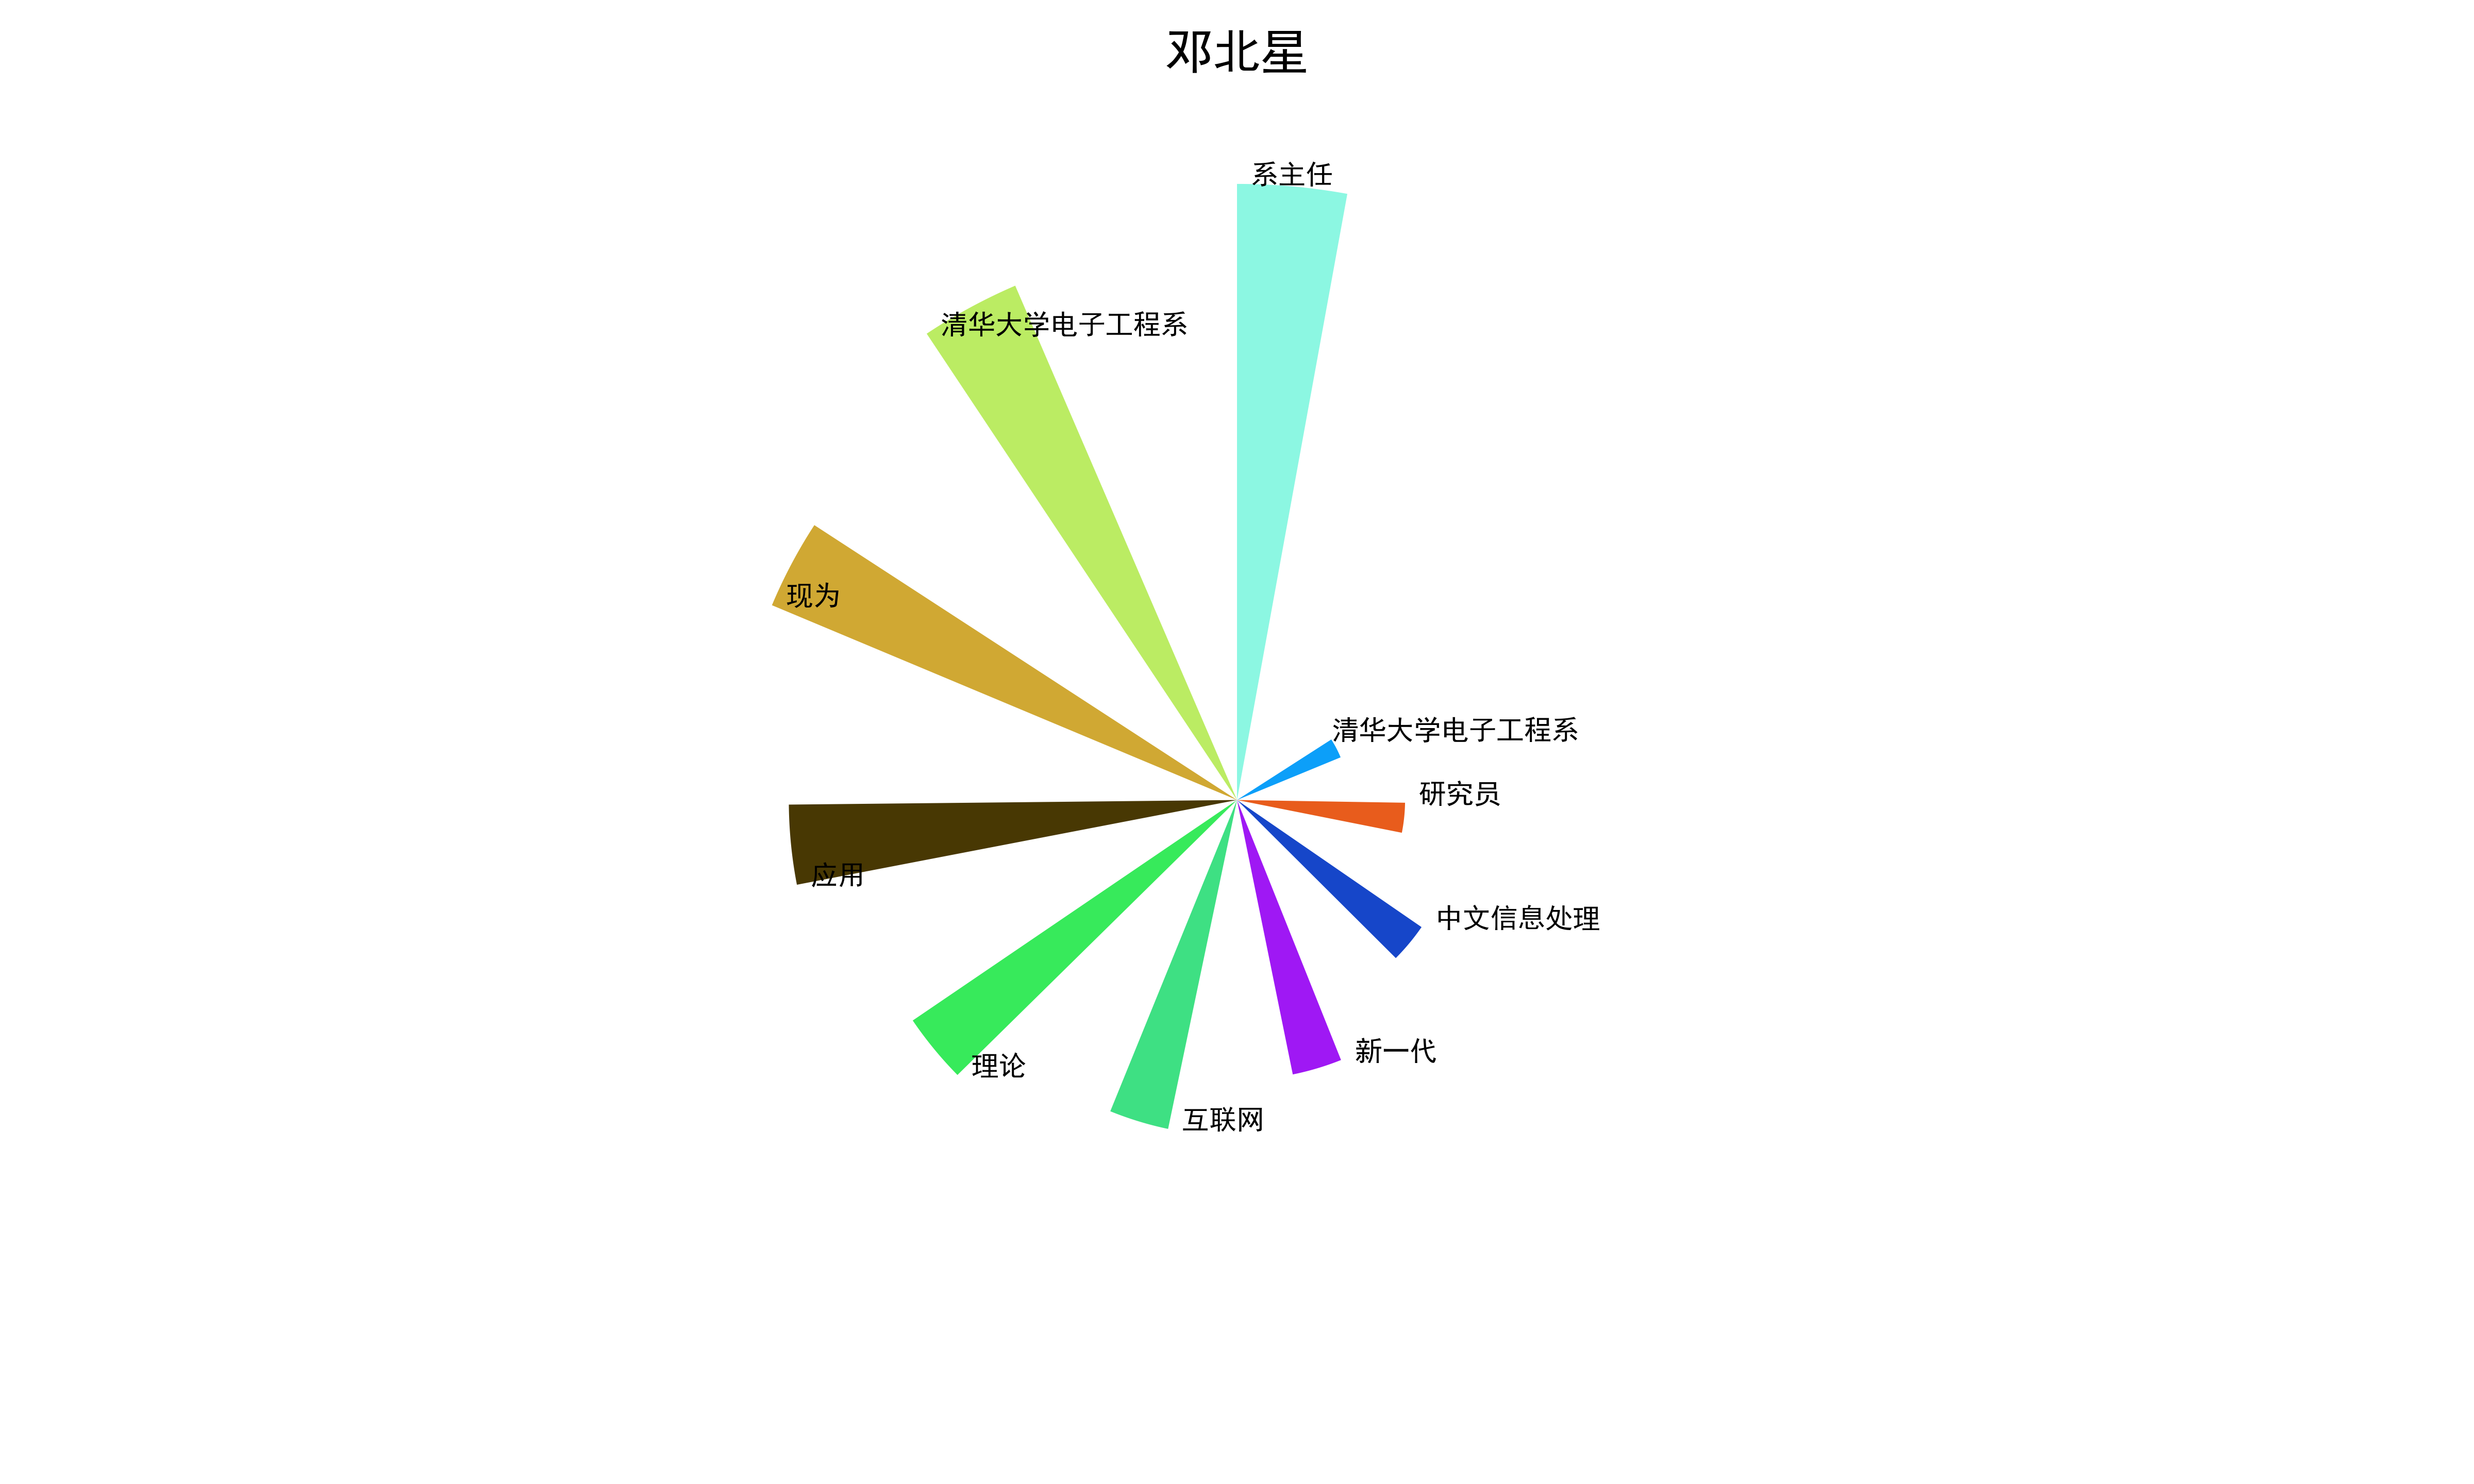 邓北星
系主任
清华大学电子工程系
现为
清华大学电子工程系
研究员
应用
中文信息处理
新一代
理论
互联网